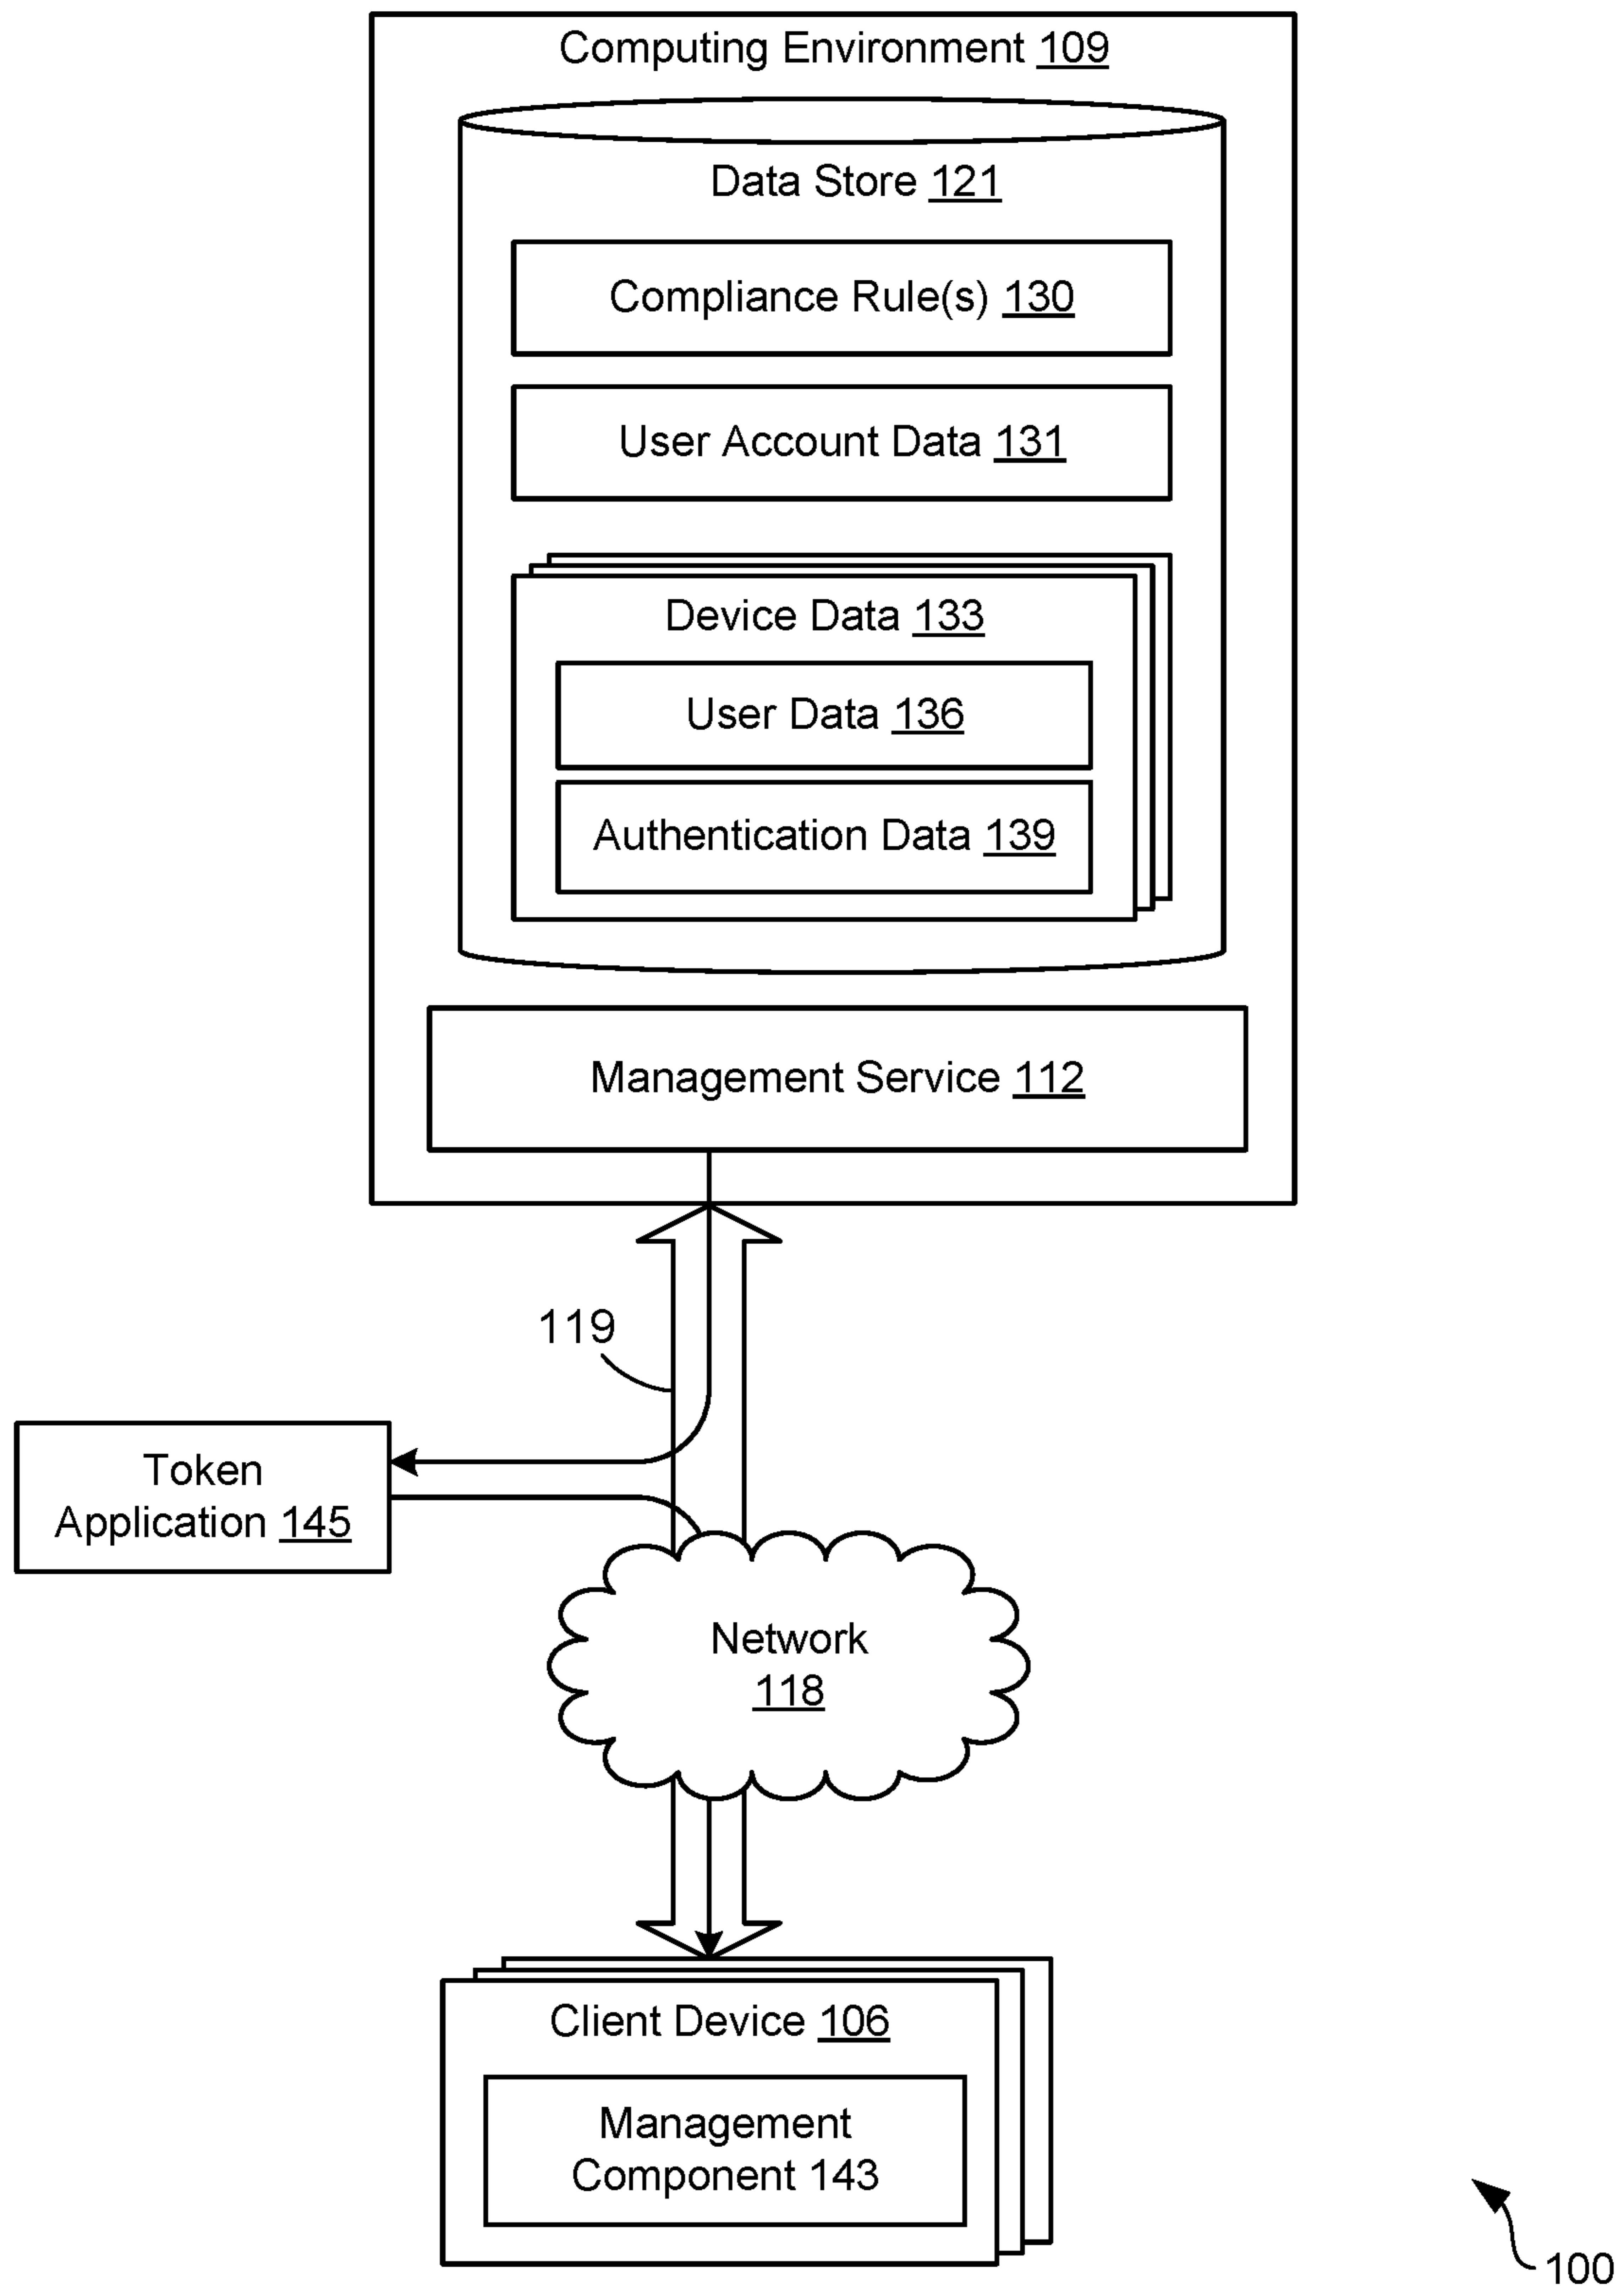 Computing Environment 109
Data Store 121
Compliance Rule(s) 130
User Account Data 131
Device Data 133
User Data 136
Authentication Data 139
Management Service 112
119
Token
Application 145
Network
118
Client Device 106
Management
Component 143
100